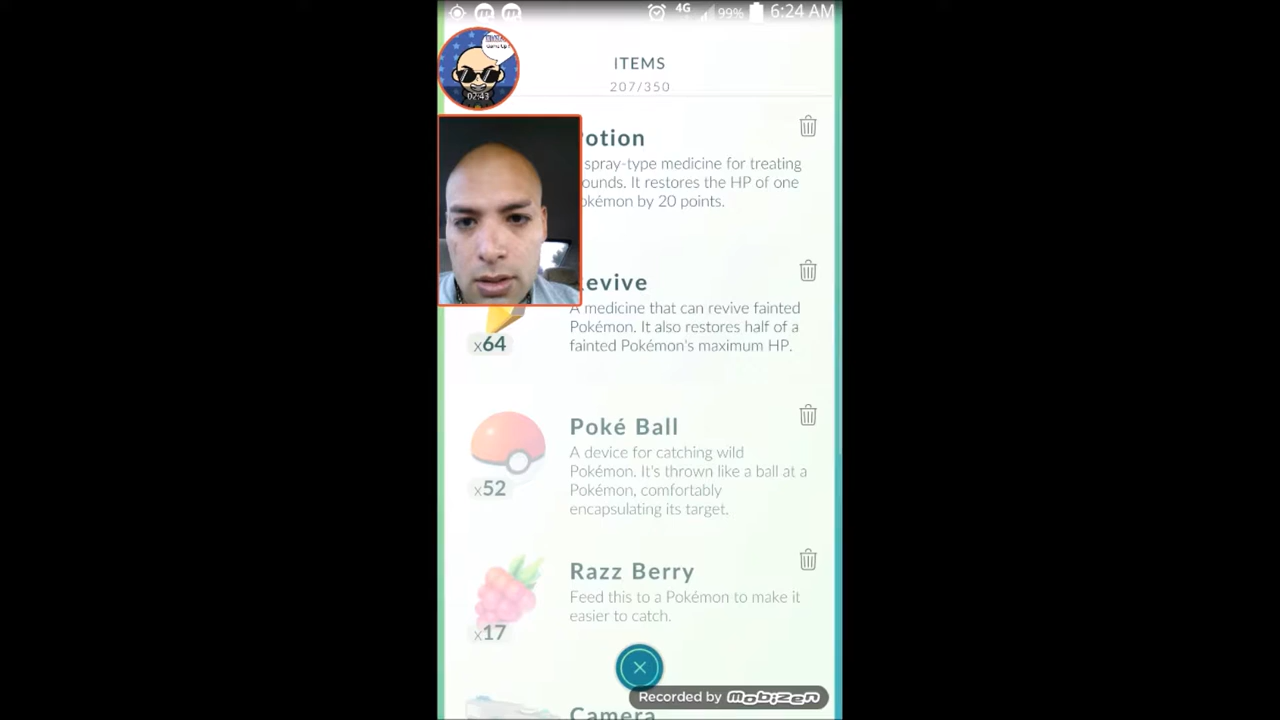 4G 99% 6:24 AM
02:43
ITEMS
207/350
otion
spray-type medicine for treating
ounds. It restores the HP of one
okémon by 20 points.
evive
A medicine that can revive fainted
Pokémon. It also restores half of a
fainted Pokémon's maximum HP.
x64
Poké Ball
A device for catching wild
Pokémon. It's thrown like a ball at a
Pokémon, comfortably
encapsulating its target.
x52
Razz Berry
Feed this to a Pokémon to make it
easier to catch.
x17
Recorded by Mobizen
Camera